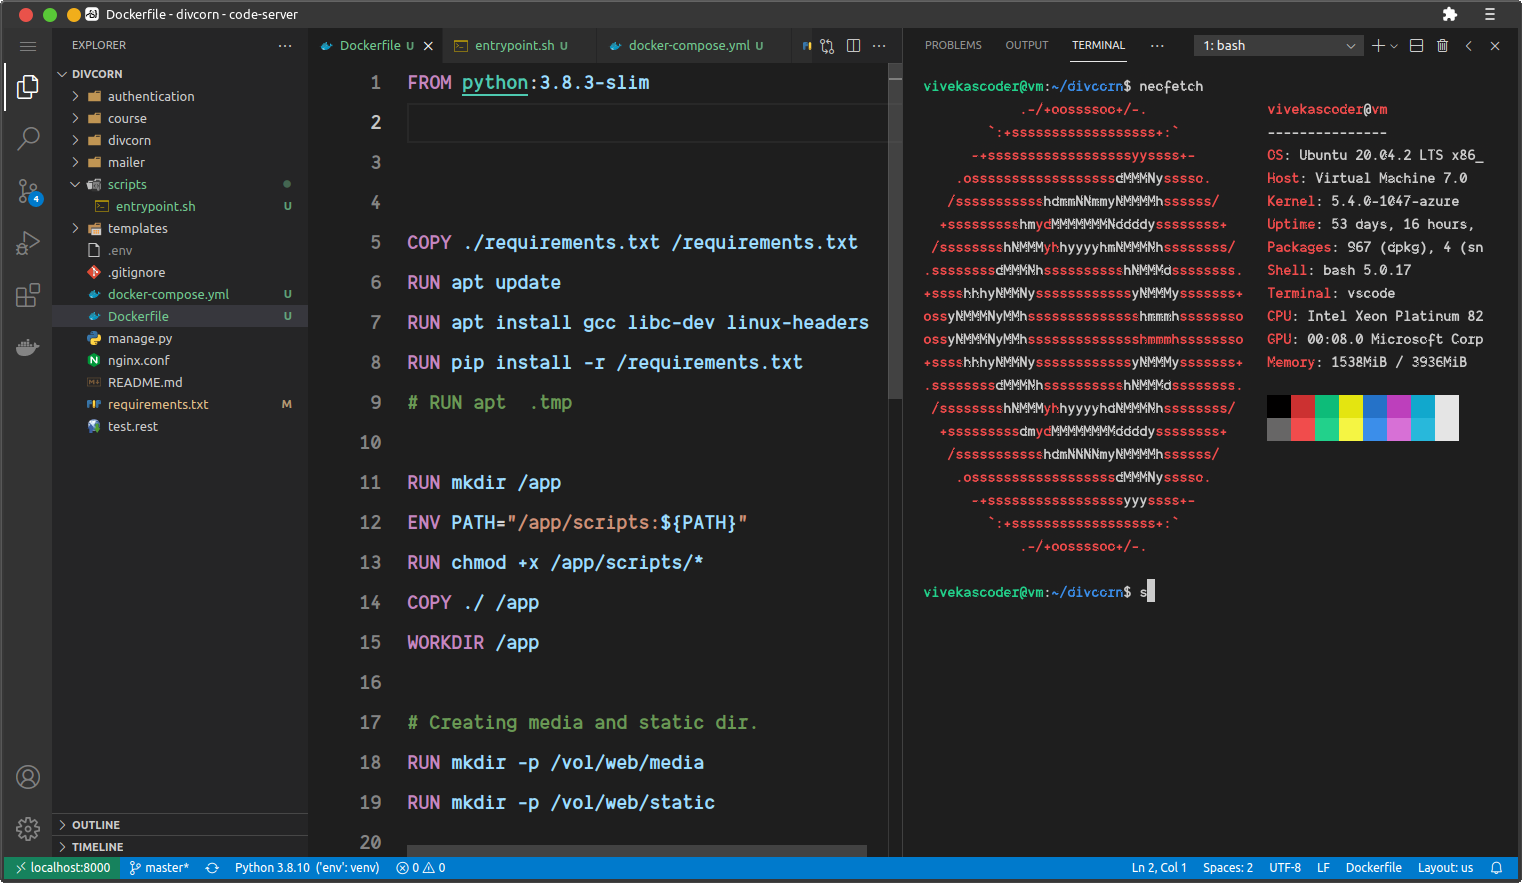 Dockerfile - divcorn - code-server
EXPLORER
DIVCORN
authentication
course
divcorn
mailer
scripts
entrypoint.sh U
templates
.env
.gitignore
docker-compose.yml U
Dockerfile U
manage.py
nginx.conf
README.md
requirements.txt M
test.rest
OUTLINE
TIMELINE
4
Dockerfile U
entrypoint.sh U
docker-compose.yml U
1 FROM python:3.8.3-slim
2
3
4
5 COPY ./requirements.txt /requirements.txt
6 RUN apt update
7 RUN apt install gcc libc-dev linux-headers
8 RUN pip install -r /requirements.txt
9 # RUN apt  .tmp
10
11 RUN mkdir /app
12 ENV PATH="/app/scripts:${PATH}"
13 RUN chmod +x /app/scripts/*
14 COPY ./ /app
15 WORKDIR /app
16
17 # Creating media and static dir.
18 RUN mkdir -p /vol/web/media
19 RUN mkdir -p /vol/web/static
20
PROBLEMS OUTPUT TERMINAL
1: bash
vivekascoder@vm:~/divcorn$ neofetch
vivekascoder@vm
---------------
OS: Ubuntu 20.04.2 LTS x86_
Host: Virtual Machine 7.0
Kernel: 5.4.0-1047-azure
Uptime: 53 days, 16 hours,
Packages: 967 (dpkg), 4 (sn
Shell: bash 5.0.17
Terminal: vscode
CPU: Intel Xeon Platinum 82
GPU: 00:08.0 Microsoft Corp
Memory: 1538MiB / 3936MiB
vivekascoder@vm:~/divcorn$ s
localhost:8000 master* Python 3.8.10 ('env': venv) 0 0 Ln 2, Col 1 Spaces: 2 UTF-8 LF Dockerfile Layout: us